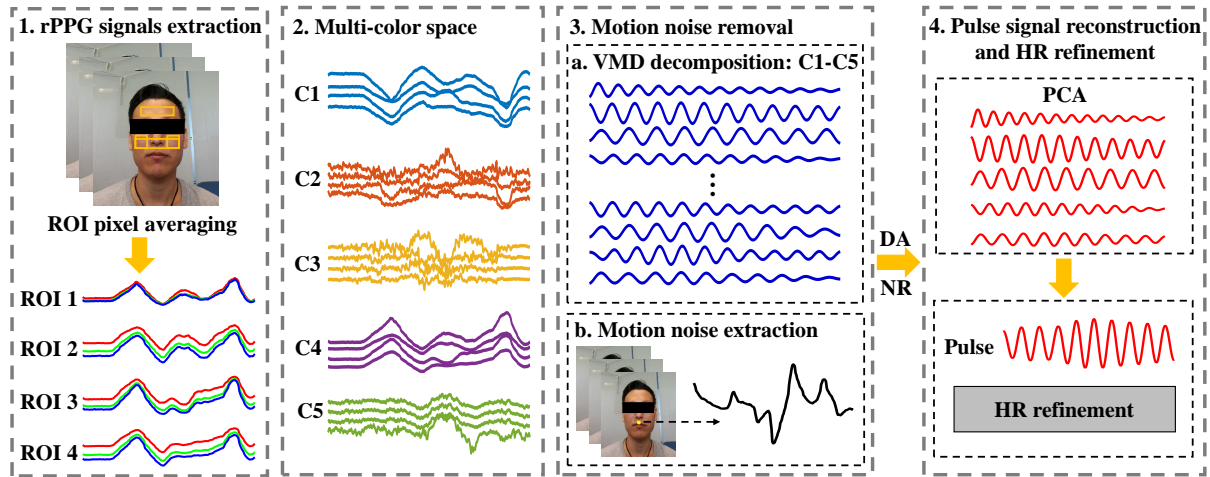 1. rPPG signals extraction
ROI pixel averaging
ROI 1
ROI 2
ROI 3
ROI 4
2. Multi-color space
C1
C2
C3
C4
C5
3. Motion noise removal
a. VMD decomposition: C1-C5
b. Motion noise extraction
DA
NR
4. Pulse signal reconstruction
and HR refinement
PCA
Pulse
HR refinement